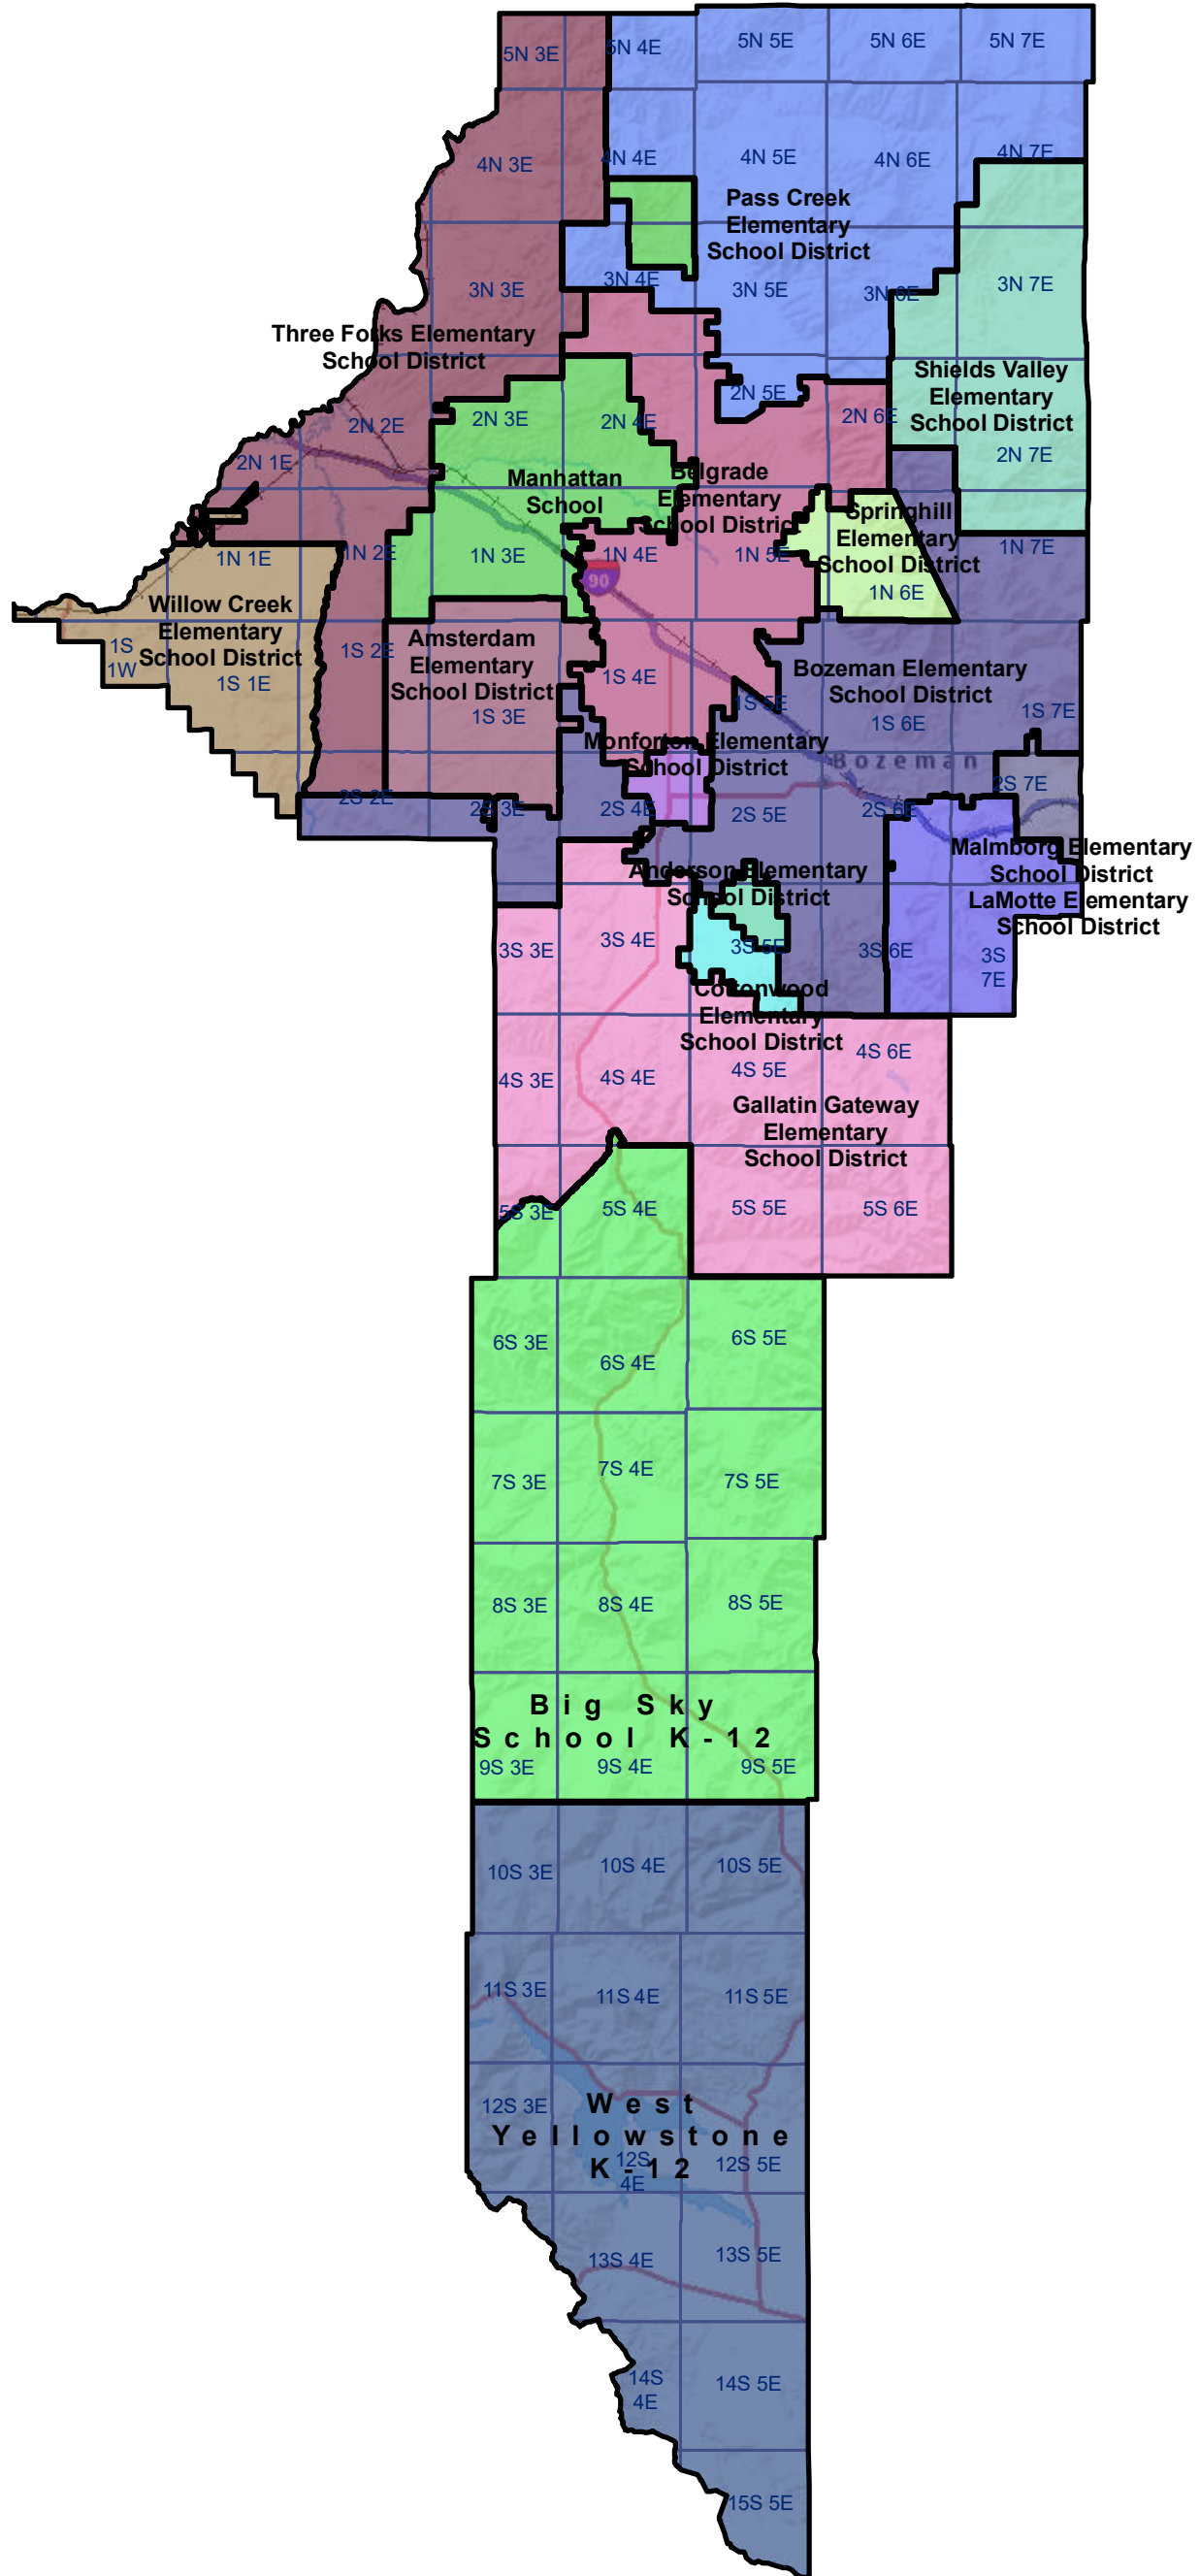 5N 3E
5N 4E
5N 5E
5N 6E
5N 7E
4N 3E
4N 4E
4N 5E
4N 6E
4N 7E
Pass Creek
Elementary
School District
3N 3E
3N 4E
3N 5E
3N 6E
3N 7E
Three Forks Elementary
School District
Shields Valley
Elementary
School District
2N 1E
2N 2E
2N 3E
2N 4E
2N 5E
2N 6E
2N 7E
Manhattan
School
Belgrade
Elementary
School District
Springhill
Elementary
School District
1N 1E
1N 2E
1N 3E
1N 4E
1N 5E
1N 6E
1N 7E
90
Willow Creek
Elementary
School District
Amsterdam
Elementary
School District
Bozeman Elementary
School District
1S
1W
1S 1E
1S 2E
1S 3E
1S 4E
1S 5E
1S 6E
1S 7E
Monforton Elementary
School District
Bozeman
2S 2E
2S 3E
2S 4E
2S 5E
2S 6E
2S 7E
Malmborg Elementary
School District
LaMotte Elementary
School District
Anderson Elementary
School District
3S 3E
3S 4E
3S 5E
3S 6E
3S
7E
Cottonwood
Elementary
School District
4S 3E
4S 4E
4S 5E
4S 6E
Gallatin Gateway
Elementary
School District
5S 3E
5S 4E
5S 5E
5S 6E
6S 3E
6S 4E
6S 5E
7S 3E
7S 4E
7S 5E
8S 3E
8S 4E
8S 5E
Big Sky
School K-12
9S 3E
9S 4E
9S 5E
10S 3E
10S 4E
10S 5E
11S 3E
11S 4E
11S 5E
12S 3E
West
Yellowstone
K-12
12S
4E
12S 5E
13S 4E
13S 5E
14S
4E
14S 5E
15S 5E